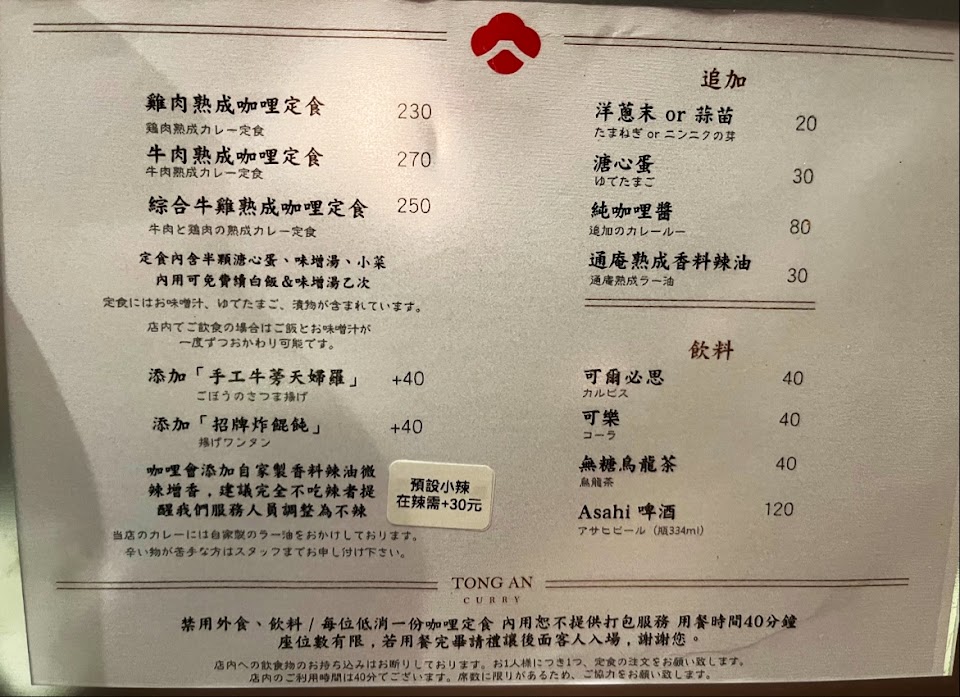 雞肉熟成咖哩定食 230
鶏肉熟成カレー定食
牛肉熟成咖哩定食 270
牛肉熟成カレー定食
綜合牛雞熟成咖哩定食 250
牛肉と鶏肉の熟成カレー定食
定食內含半顆溏心蛋、味增湯、小菜
內用可免費續白飯&味增湯乙次
定食にはお味噌汁、ゆでたまご、漬物が含まれています。
店内でご飲食の場合はご飯とお味噌汁が
一度ずつおかわり可能です。
添加「手工牛蒡天婦羅」 +40
ごぼうのさつま揚げ
添加「招牌炸餛飩」 +40
揚げワンタン
咖哩會添加自家製香料辣油微
辣增香，建議完全不吃辣者提
醒我們服務人員調整為不辣
預設小辣
在辣需+30元
当店のカレーには自家製のラー油をおかけしております。
辛い物が苦手な方はスタッフまでお申し付け下さい。
追加
洋蔥末 or 蒜苗 20
たまねぎ or ニンニクの芽
溏心蛋 30
ゆでたまご
純咖哩醬 80
追加のカレールー
通庵熟成香料辣油 30
通庵熟成ラー油
飲料
可爾必思 40
カルピス
可樂 40
コーラ
無糖烏龍茶 40
烏龍茶
Asahi 啤酒 120
アサヒビール（瓶334ml）
TONG AN
CURRY
禁用外食、飲料 / 每位低消一份咖哩定食 內用恕不提供打包服務 用餐時間40分鐘
座位數有限，若用餐完畢請禮讓後面客人入場，謝謝您。
店内への飲食物のお持ち込みはお断りしております。お1人様につき1つ、定食の注文をお願い致します。
店内のご利用時間は40分でございます。席数に限りがあるため、ご協力をお願い致します。